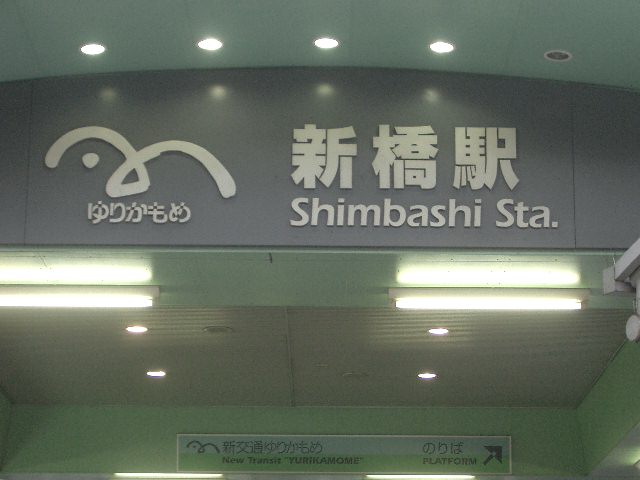 新橋駅
Shimbashi Sta.
ゆりかもめ
新交通ゆりかもめ
New Transit "YURIKAMOME"
のりば
PLATFORM